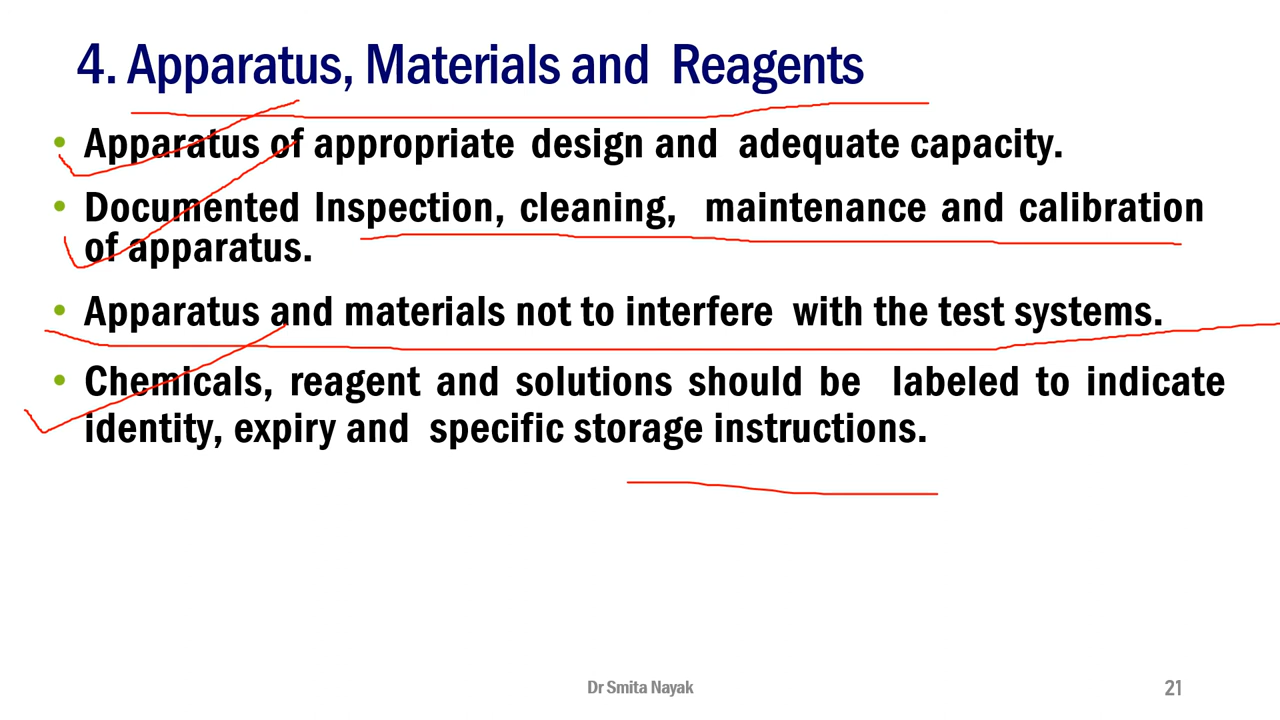 4. Apparatus, Materials and Reagents
• Apparatus of appropriate design and adequate capacity.
• Documented Inspection, cleaning, maintenance and calibration
of apparatus.
• Apparatus and materials not to interfere with the test systems.
• Chemicals, reagent and solutions should be labeled to indicate
identity, expiry and specific storage instructions.
Dr Smita Nayak
21